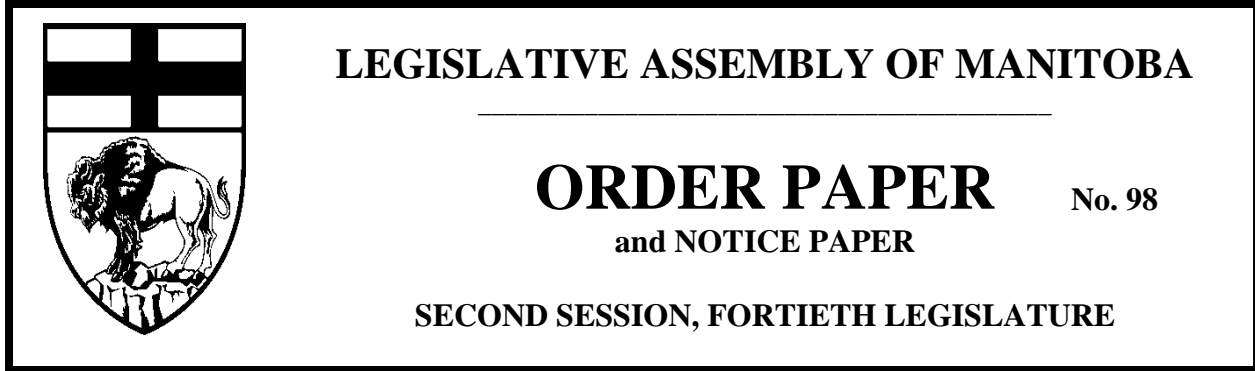 LEGISLATIVE ASSEMBLY OF MANITOBA
ORDER PAPER No. 98
and NOTICE PAPER
SECOND SESSION, FORTIETH LEGISLATURE